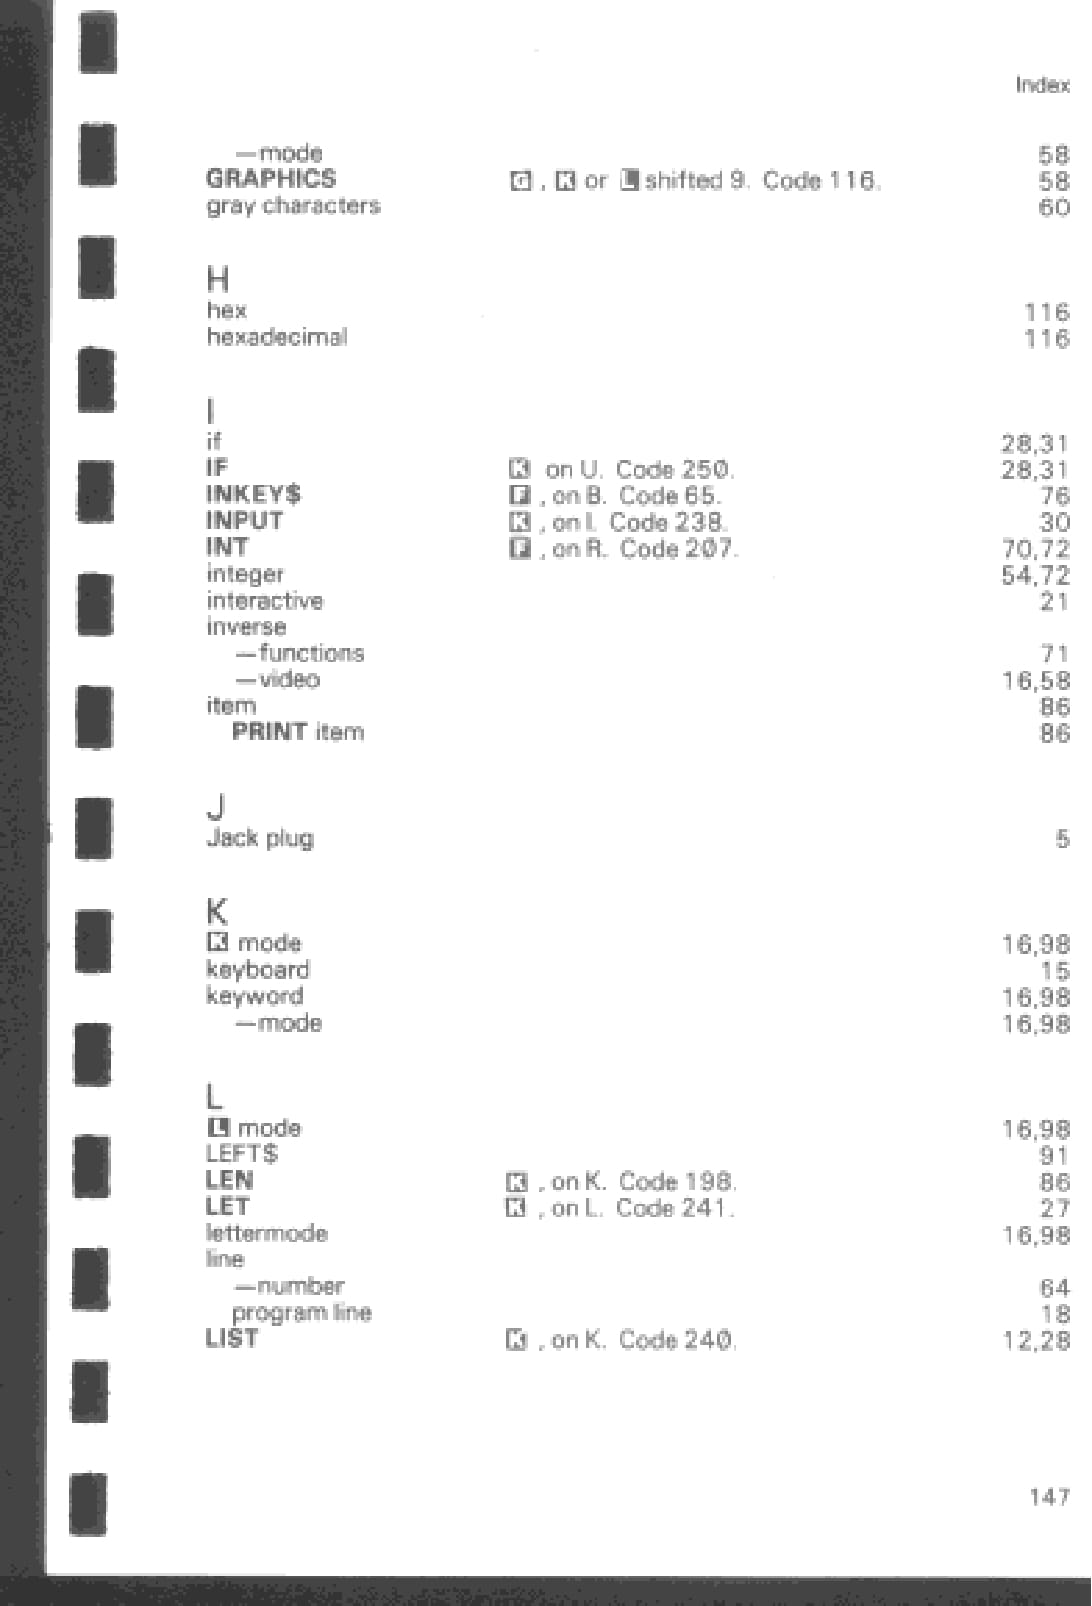 Index
—mode 58
GRAPHICS G , K or L shifted 9. Code 116. 58
gray characters 60
H
hex 116
hexadecimal 116
I
if 28,31
IF K on U. Code 250. 28,31
INKEY$ F , on B. Code 65. 76
INPUT K , on I. Code 238. 30
INT F , on R. Code 207. 70,72
integer 54,72
interactive 21
inverse
—functions 71
—video 16,58
item 86
PRINT item 86
J
Jack plug 5
K
K mode 16,98
keyboard 15
keyword 16,98
—mode 16,98
L
L mode 16,98
LEFT$ 91
LEN K , on K. Code 198. 86
LET K , on L. Code 241. 27
lettermode 16,98
line
—number 64
program line 18
LIST K , on K. Code 240. 12,28
147